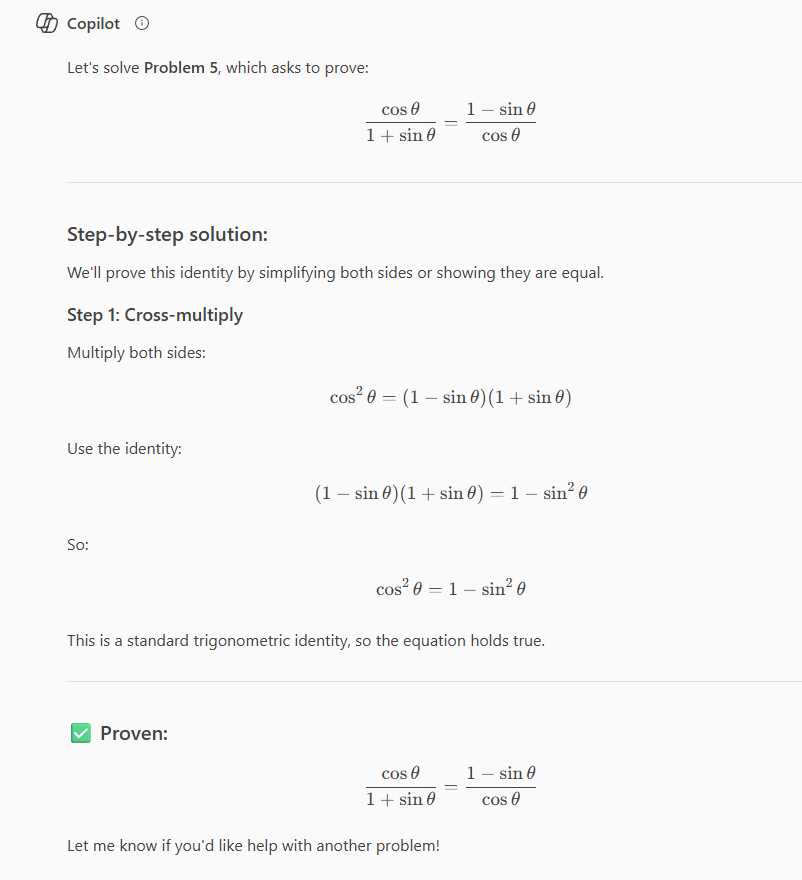 Copilot
Let's solve Problem 5, which asks to prove:
cos θ / (1 + sin θ) = (1 − sin θ) / cos θ
Step-by-step solution:
We'll prove this identity by simplifying both sides or showing they are equal.
Step 1: Cross-multiply
Multiply both sides:
cos² θ = (1 − sin θ)(1 + sin θ)
Use the identity:
(1 − sin θ)(1 + sin θ) = 1 − sin² θ
So:
cos² θ = 1 − sin² θ
This is a standard trigonometric identity, so the equation holds true.
✅ Proven:
cos θ / (1 + sin θ) = (1 − sin θ) / cos θ
Let me know if you'd like help with another problem!